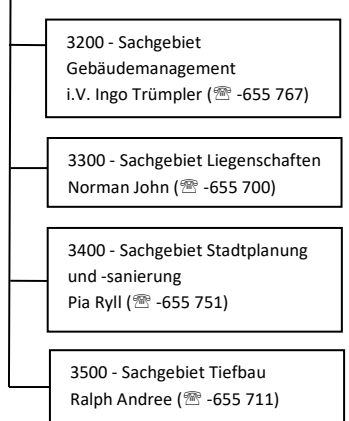 3200 - Sachgebiet
Gebäudemanagement
i.V. Ingo Trümpler (☏ -655 767)
3300 - Sachgebiet Liegenschaften
Norman John (☏ -655 700)
3400 - Sachgebiet Stadtplanung
und -sanierung
Pia Ryll (☏ -655 751)
3500 - Sachgebiet Tiefbau
Ralph Andree (☏ -655 711)